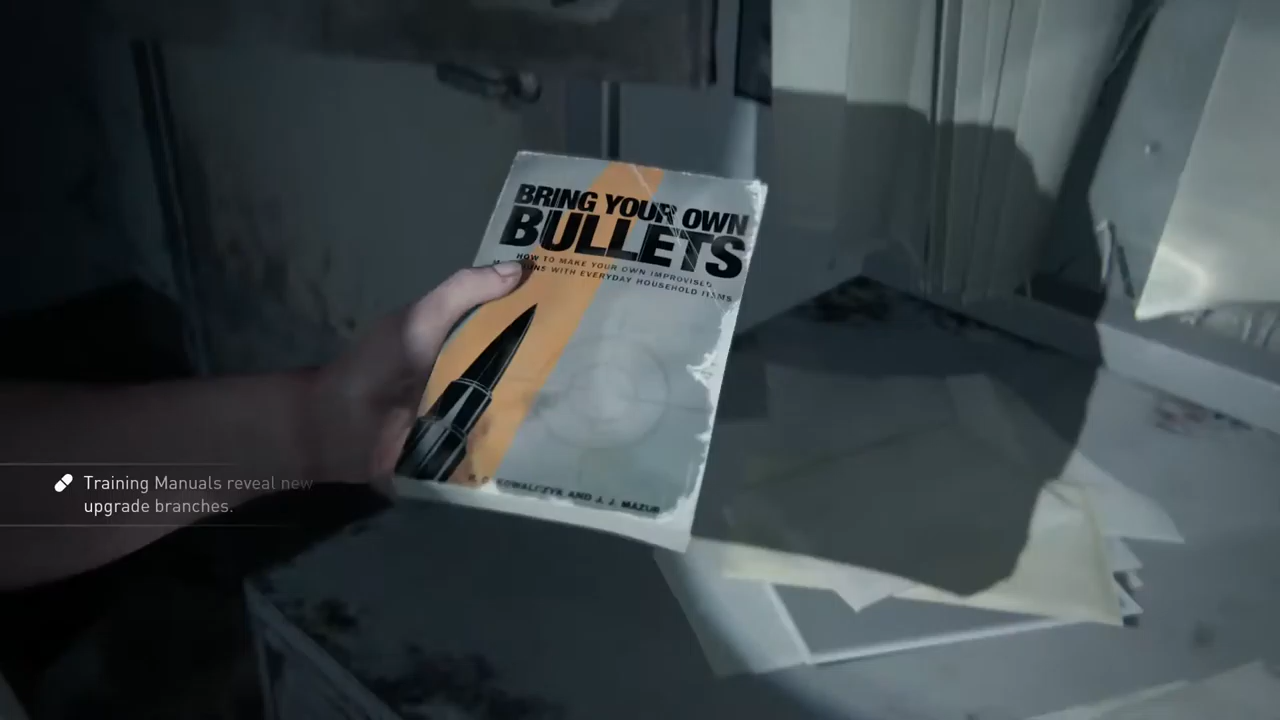 BRING YOUR OWN
BULLETS
HOW TO MAKE YOUR OWN IMPROVISED
WITH EVERYDAY HOUSEHOLD ITEMS
KOWALCZYK AND J. J. MAZUR
Training Manuals reveal new
upgrade branches.